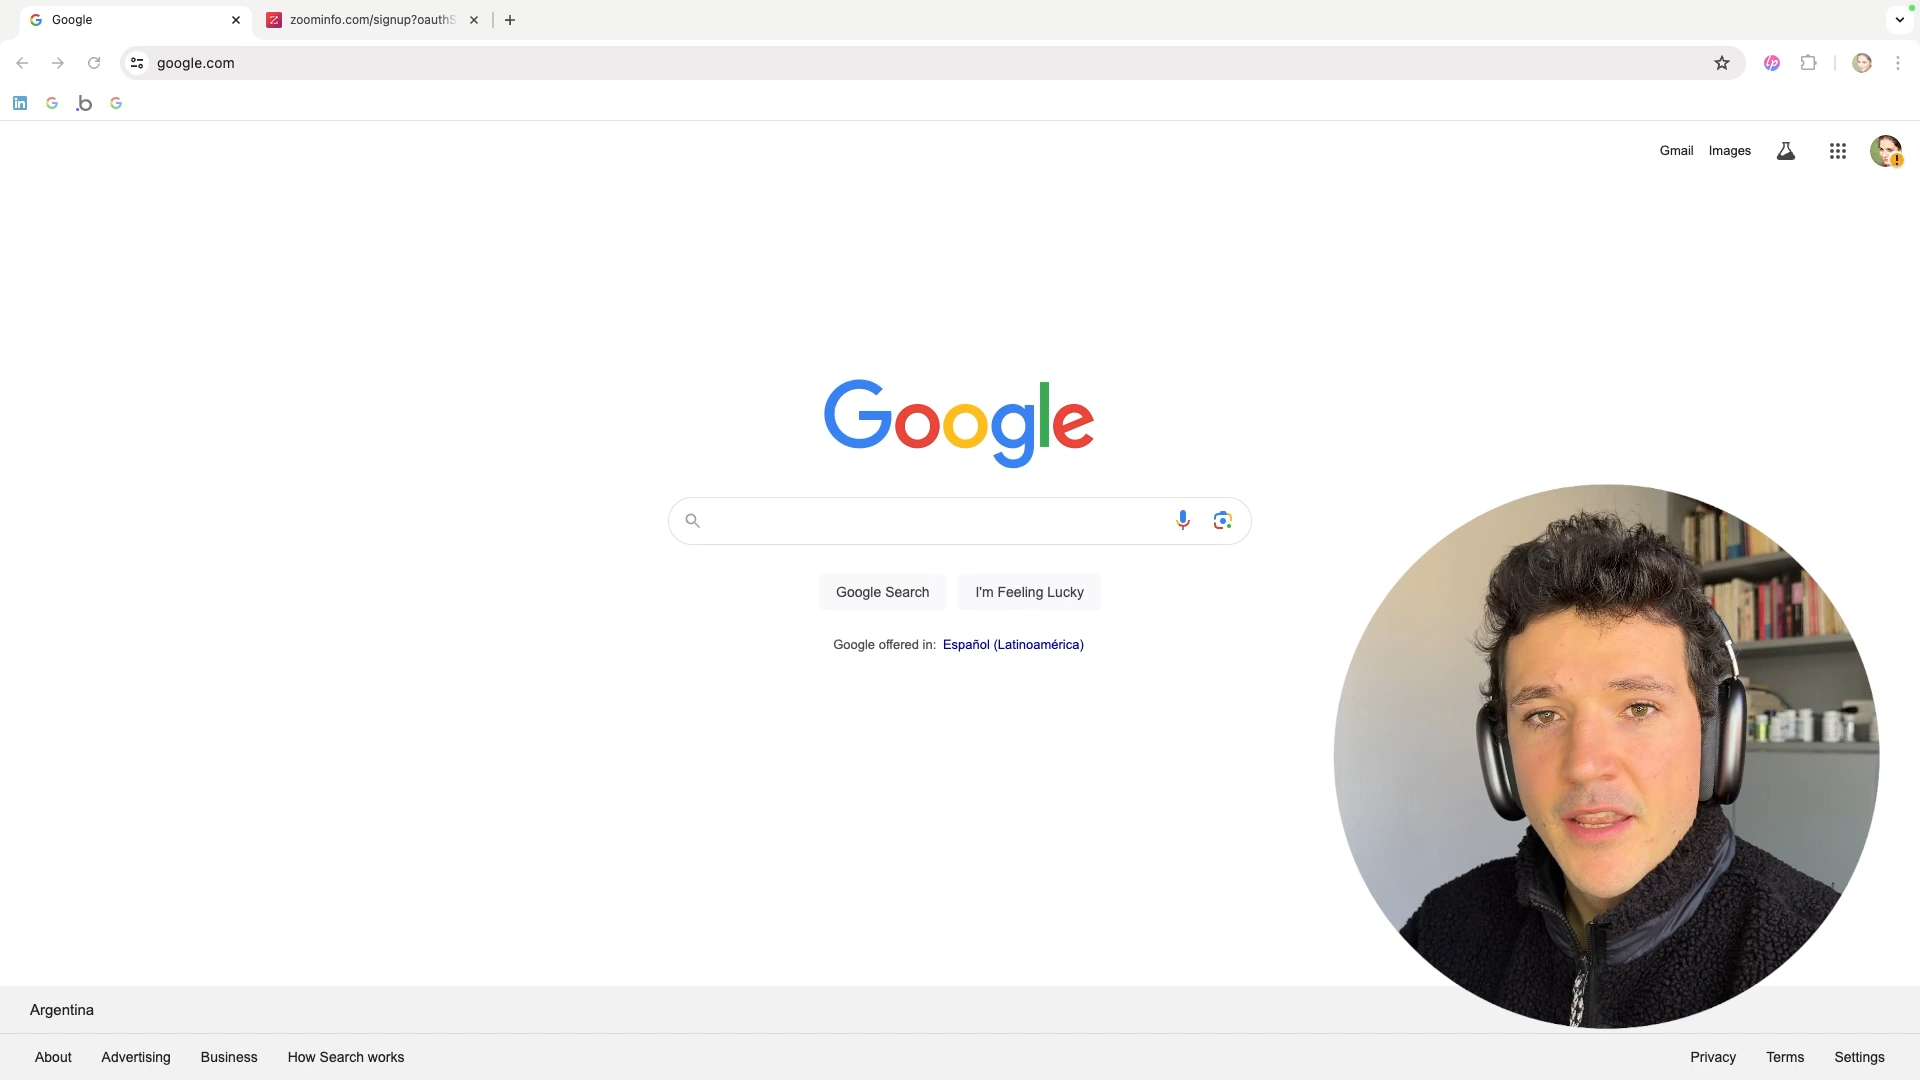 Google
zoominfo.com/signup?oauthS
google.com
in
.b
Gmail
Images
Google
Google Search
I'm Feeling Lucky
Google offered in: Español (Latinoamérica)
Argentina
About
Advertising
Business
How Search works
Privacy
Terms
Settings